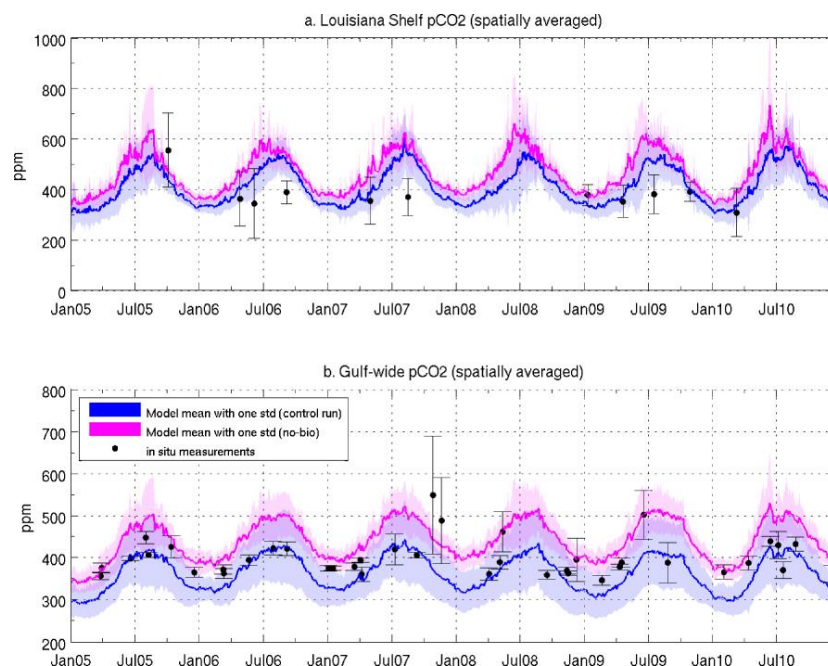 a. Louisiana Shelf pCO2 (spatially averaged)
1000
800
600
400
200
0
ppm
Jan05 Jul05 Jan06 Jul06 Jan07 Jul07 Jan08 Jul08 Jan09 Jul09 Jan10 Jul10
b. Gulf-wide pCO2 (spatially averaged)
800
700
600
500
400
300
200
ppm
Model mean with one std (control run)
Model mean with one std (no-bio)
in situ measurements
Jan05 Jul05 Jan06 Jul06 Jan07 Jul07 Jan08 Jul08 Jan09 Jul09 Jan10 Jul10